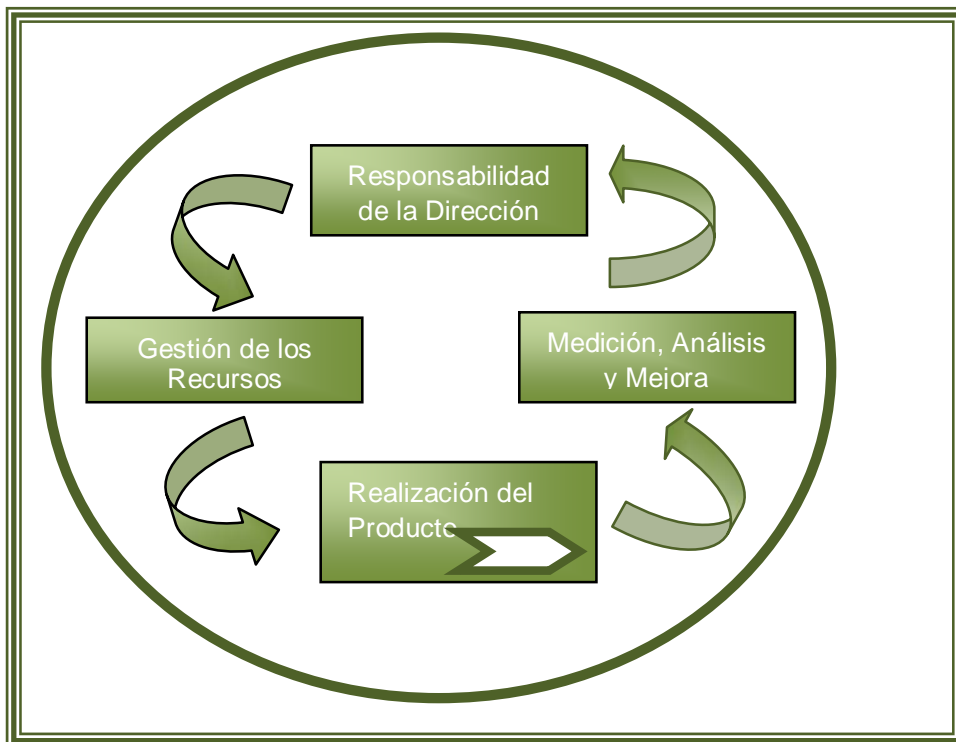 Responsabilidad
de la Dirección
Gestión de los
Recursos
Medición, Análisis
y Mejora
Realización del
Producto